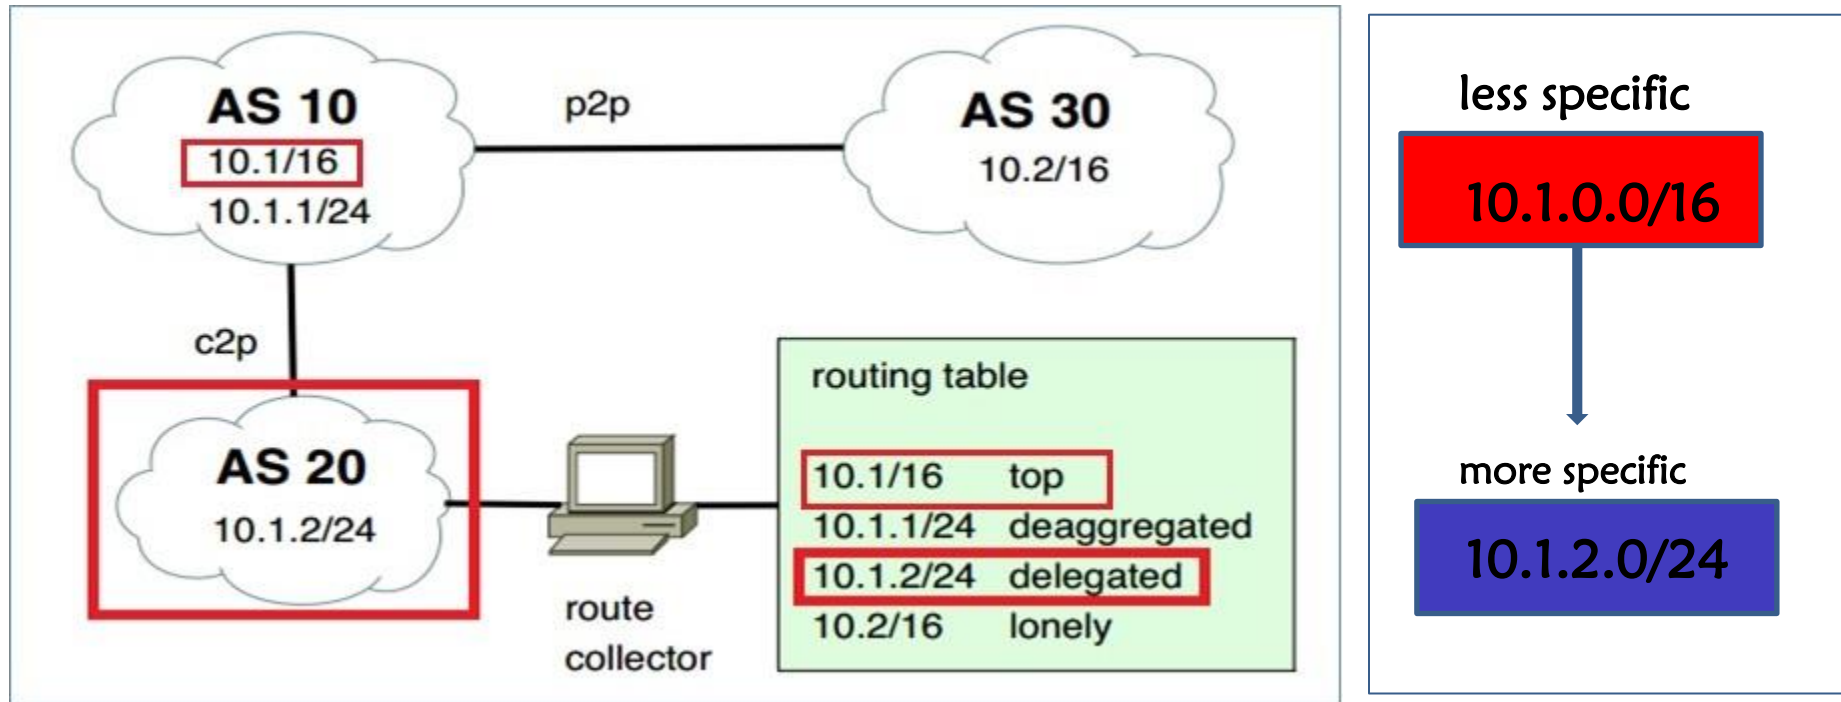 AS 10
10.1/16
10.1.1/24
p2p
AS 30
10.2/16
c2p
AS 20
10.1.2/24
route
collector
routing table
10.1/16 top
10.1.1/24 deaggregated
10.1.2/24 delegated
10.2/16 lonely
less specific
10.1.0.0/16
more specific
10.1.2.0/24